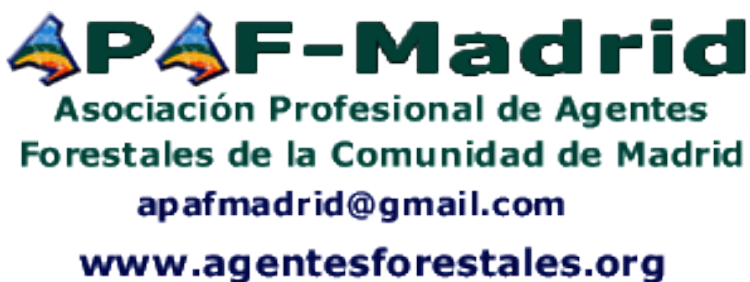 APAF-Madrid
Asociación Profesional de Agentes
Forestales de la Comunidad de Madrid
apafmadrid@gmail.com
www.agentesforestales.org